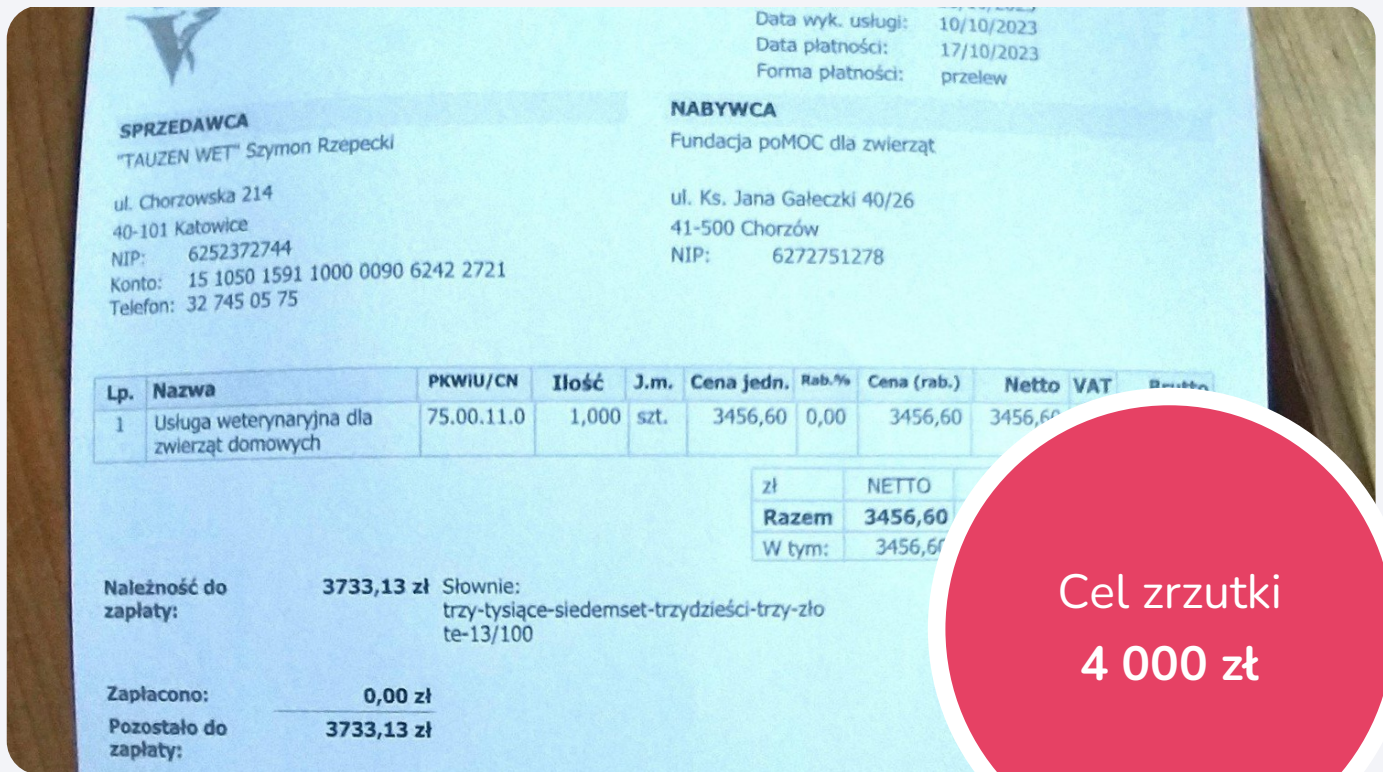 Data wyk. usługi: 10/10/2023
Data płatności: 17/10/2023
Forma płatności: przelew
SPRZEDAWCA
"TAUZEN WET" Szymon Rzepecki
ul. Chorzowska 214
40-101 Katowice
NIP: 6252372744
Konto: 15 1050 1591 1000 0090 6242 2721
Telefon: 32 745 05 75
NABYWCA
Fundacja poMOC dla zwierząt
ul. Ks. Jana Gałeczki 40/26
41-500 Chorzów
NIP: 6272751278
Lp. Nazwa PKWiU/CN Ilość J.m. Cena jedn. Rab.% Cena (rab.) Netto VAT Brutto
1 Usługa weterynaryjna dla 75.00.11.0 1,000 szt. 3456,60 0,00 3456,60 3456,60
zwierząt domowych
zł NETTO
Razem 3456,60
W tym: 3456,60
Należność do 3733,13 zł Słownie:
zapłaty: trzy-tysiące-siedemset-trzydzieści-trzy-zło
te-13/100
Zapłacono: 0,00 zł
Pozostało do 3733,13 zł
zapłaty:
Cel zrzutki
4 000 zł